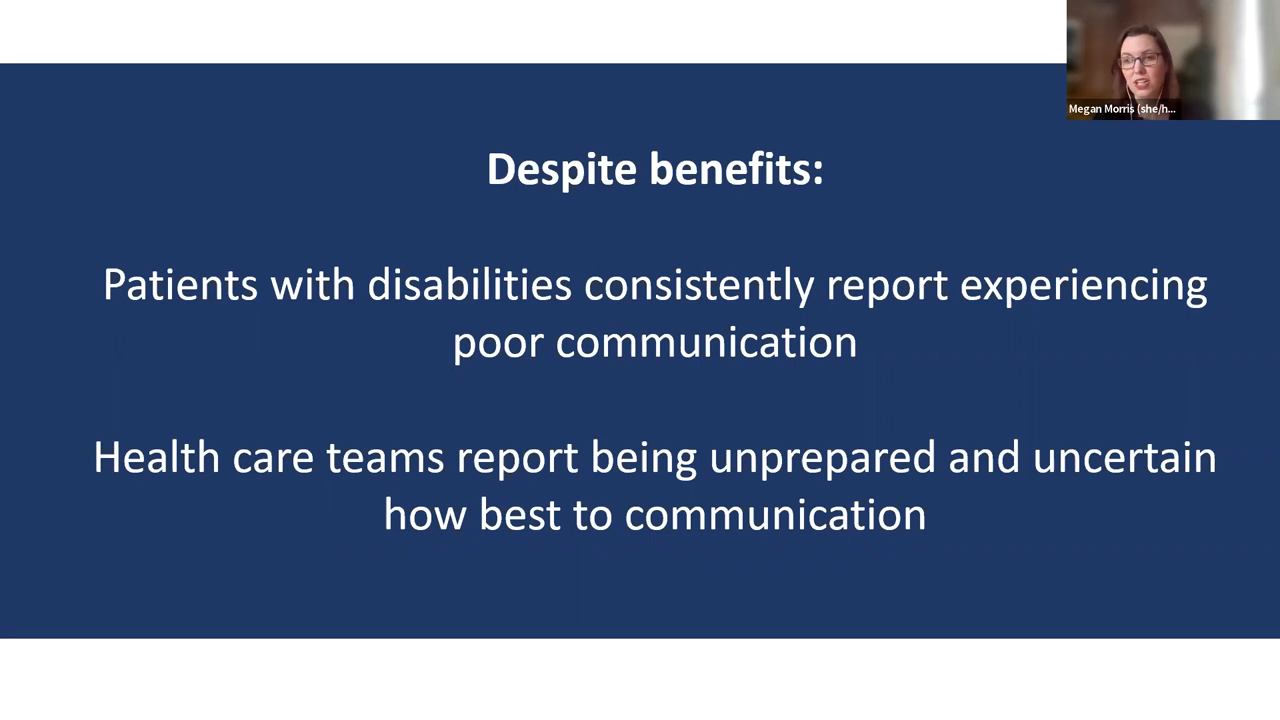 Megan Morris (she/h...
Despite benefits:
Patients with disabilities consistently report experiencing
poor communication
Health care teams report being unprepared and uncertain
how best to communication